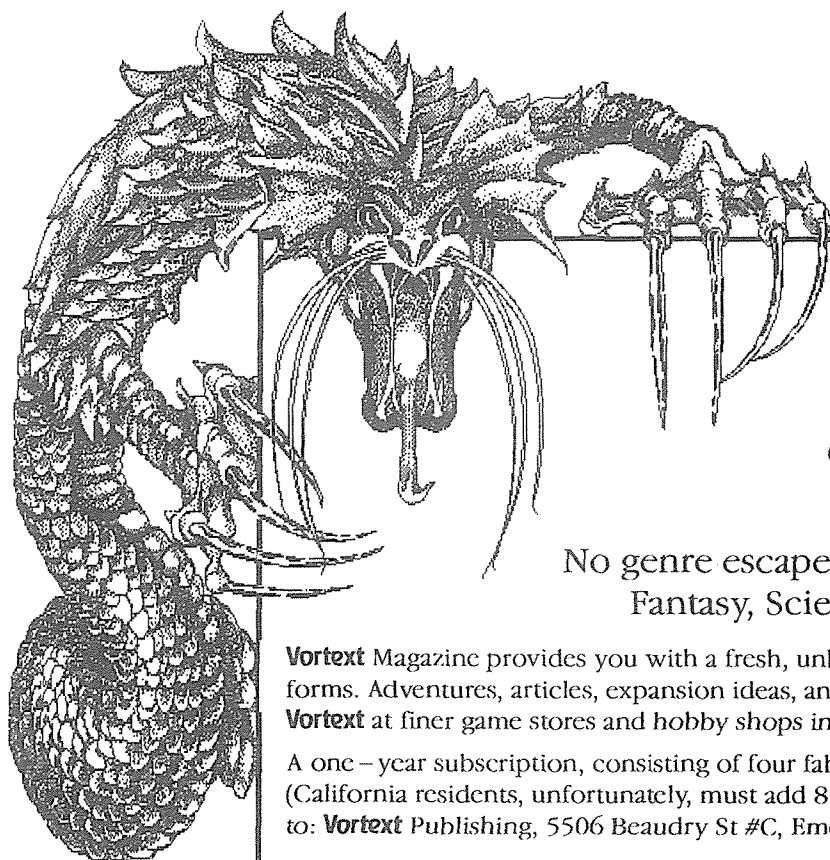 No genre escape
Fantasy, Scie
Vortext Magazine provides you with a fresh, unl
forms. Adventures, articles, expansion ideas, an
Vortext at finer game stores and hobby shops in
A one–year subscription, consisting of four fab
(California residents, unfortunately, must add 8
to: Vortext Publishing, 5506 Beaudry St #C, Eme